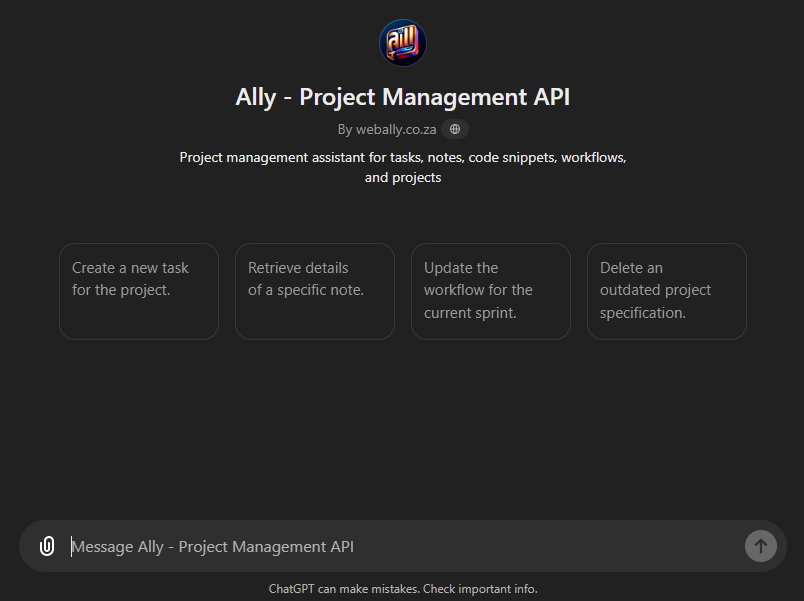 all
Ally - Project Management API
By webally.co.za
Project management assistant for tasks, notes, code snippets, workflows,
and projects
Create a new task
for the project.
Retrieve details
of a specific note.
Update the
workflow for the
current sprint.
Delete an
outdated project
specification.
Message Ally - Project Management API
ChatGPT can make mistakes. Check important info.